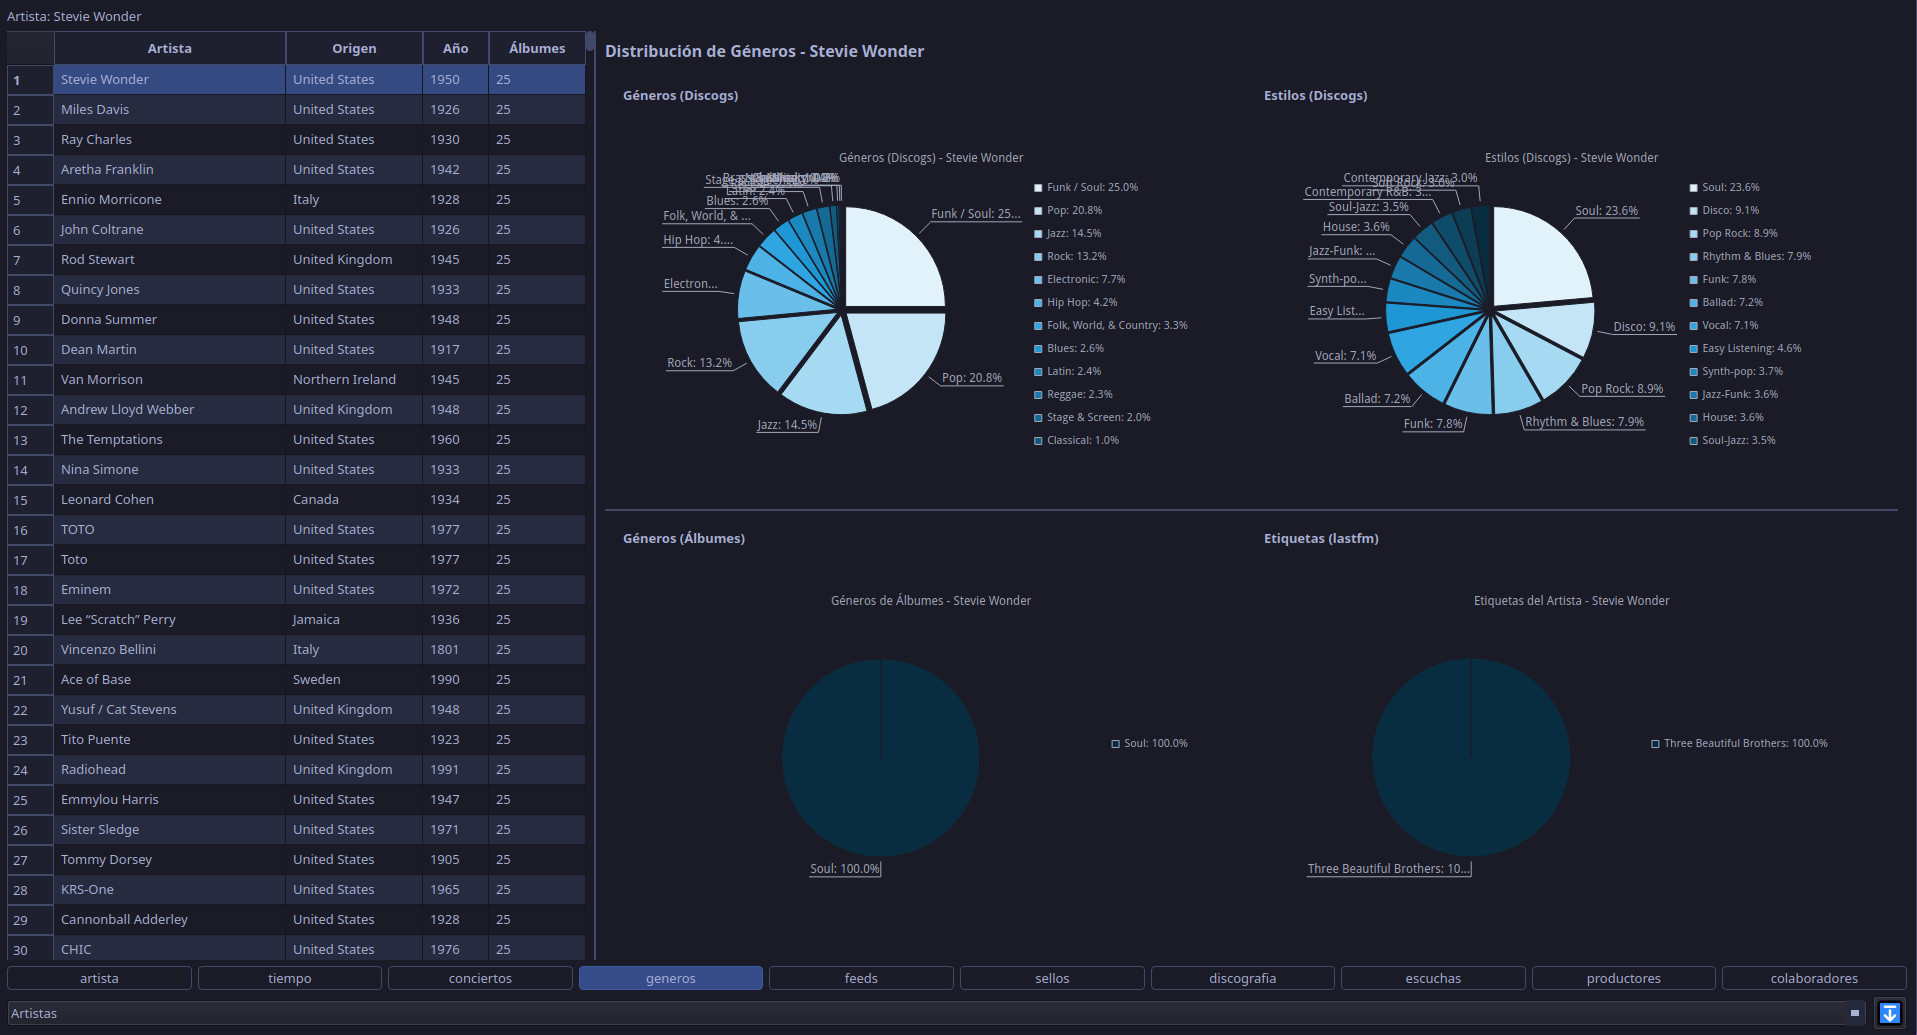 Artista: Stevie Wonder
Artista Origen Año Álbumes
1 Stevie Wonder United States 1950 25
2 Miles Davis United States 1926 25
3 Ray Charles United States 1930 25
4 Aretha Franklin United States 1942 25
5 Ennio Morricone Italy 1928 25
6 John Coltrane United States 1926 25
7 Rod Stewart United Kingdom 1945 25
8 Quincy Jones United States 1933 25
9 Donna Summer United States 1948 25
10 Dean Martin United States 1917 25
11 Van Morrison Northern Ireland 1945 25
12 Andrew Lloyd Webber United Kingdom 1948 25
13 The Temptations United States 1960 25
14 Nina Simone United States 1933 25
15 Leonard Cohen Canada 1934 25
16 TOTO United States 1977 25
17 Toto United States 1977 25
18 Eminem United States 1972 25
19 Lee “Scratch” Perry Jamaica 1936 25
20 Vincenzo Bellini Italy 1801 25
21 Ace of Base Sweden 1990 25
22 Yusuf / Cat Stevens United Kingdom 1948 25
23 Tito Puente United States 1923 25
24 Radiohead United Kingdom 1991 25
25 Emmylou Harris United States 1947 25
26 Sister Sledge United States 1971 25
27 Tommy Dorsey United States 1905 25
28 KRS-One United States 1965 25
29 Cannonball Adderley United States 1928 25
30 CHIC United States 1976 25
Distribución de Géneros - Stevie Wonder
Géneros (Discogs)
Géneros (Discogs) - Stevie Wonder
Latin: 2.4%
Blues: 2.6%
Folk, World, & ...
Hip Hop: 4....
Electron...
Rock: 13.2%
Jazz: 14.5%
Pop: 20.8%
Funk / Soul: 25...
Funk / Soul: 25.0%
Pop: 20.8%
Jazz: 14.5%
Rock: 13.2%
Electronic: 7.7%
Hip Hop: 4.2%
Folk, World, & Country: 3.3%
Blues: 2.6%
Latin: 2.4%
Reggae: 2.3%
Stage & Screen: 2.0%
Classical: 1.0%
Estilos (Discogs)
Estilos (Discogs) - Stevie Wonder
Contemporary Jazz: 3.0%
Soft Rock: 3.0%
Contemporary R&B: 3...
Soul-Jazz: 3.5%
House: 3.6%
Jazz-Funk: ...
Synth-po...
Easy List...
Vocal: 7.1%
Ballad: 7.2%
Funk: 7.8%
Rhythm & Blues: 7.9%
Pop Rock: 8.9%
Disco: 9.1%
Soul: 23.6%
Soul: 23.6%
Disco: 9.1%
Pop Rock: 8.9%
Rhythm & Blues: 7.9%
Funk: 7.8%
Ballad: 7.2%
Vocal: 7.1%
Easy Listening: 4.6%
Synth-pop: 3.7%
Jazz-Funk: 3.6%
House: 3.6%
Soul-Jazz: 3.5%
Géneros (Álbumes)
Géneros de Álbumes - Stevie Wonder
Soul: 100.0%
Soul: 100.0%
Etiquetas (lastfm)
Etiquetas del Artista - Stevie Wonder
Three Beautiful Brothers: 100.0%
Three Beautiful Brothers: 10...
artista tiempo conciertos generos feeds sellos discografia escuchas productores colaboradores
Artistas